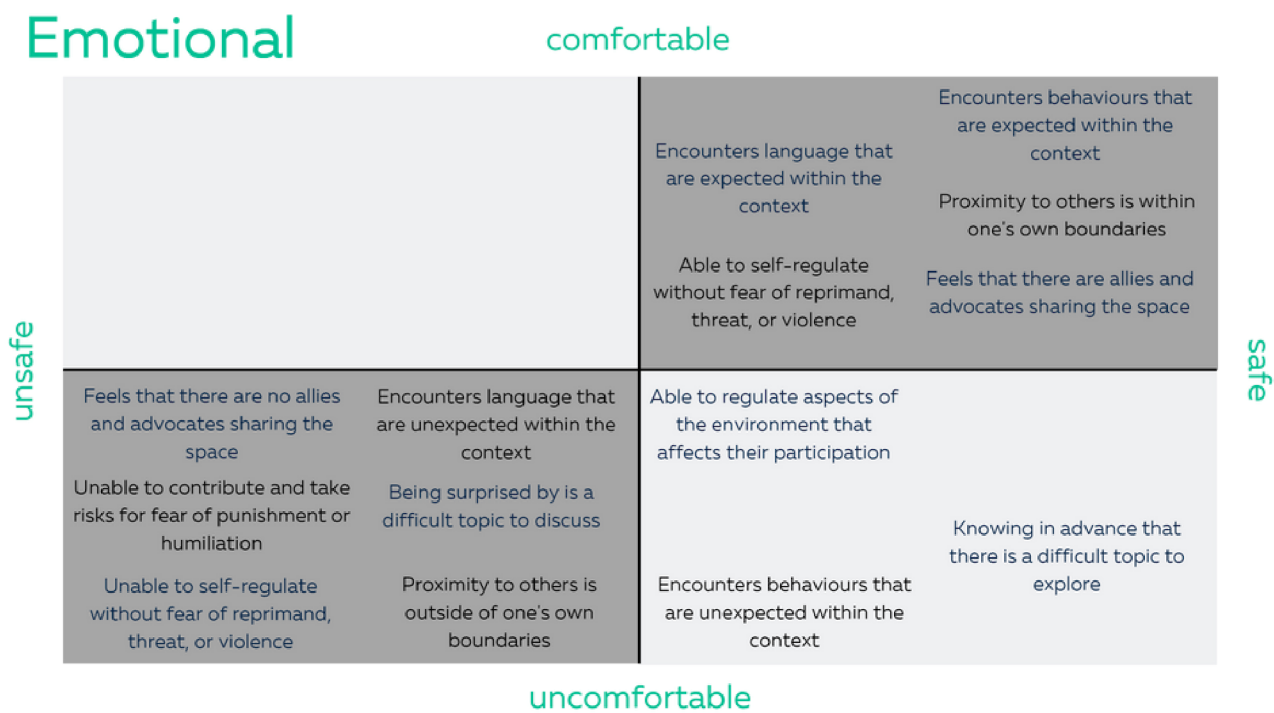 Emotional
comfortable
unsafe
safe
Encounters language that
are expected within the
context
Able to self-regulate
without fear of reprimand,
threat, or violence
Encounters behaviours that
are expected within the
context
Proximity to others is within
one's own boundaries
Feels that there are allies and
advocates sharing the space
Feels that there are no allies
and advocates sharing the
space
Unable to contribute and take
risks for fear of punishment or
humiliation
Unable to self-regulate
without fear of reprimand,
threat, or violence
Encounters language that
are unexpected within the
context
Being surprised by is a
difficult topic to discuss
Proximity to others is
outside of one's own
boundaries
Able to regulate aspects of
the environment that
affects their participation
Encounters behaviours that
are unexpected within the
context
Knowing in advance that
there is a difficult topic to
explore
uncomfortable